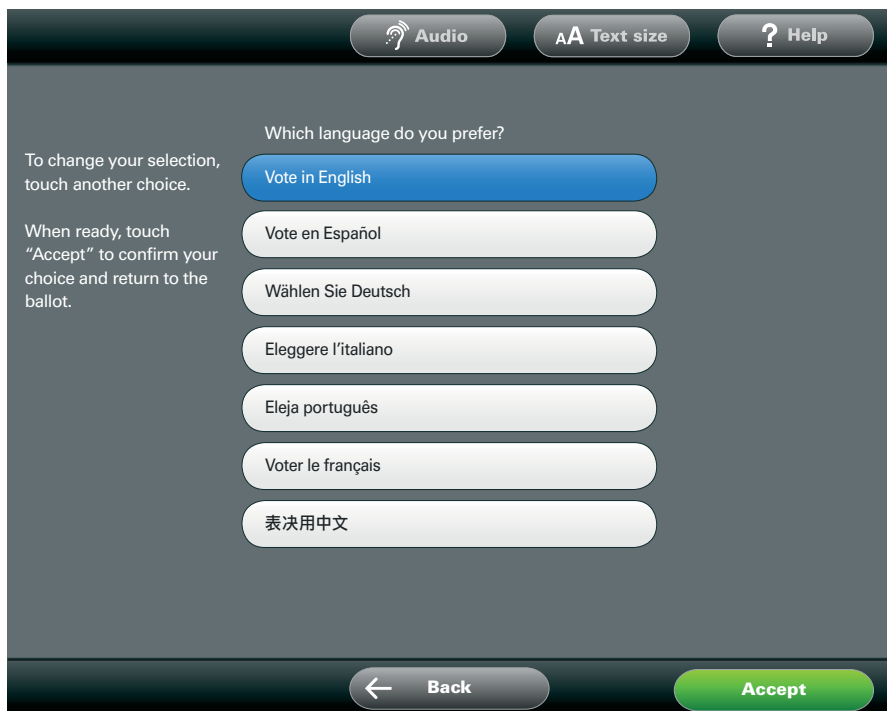 Audio
AA Text size
? Help
Which language do you prefer?
To change your selection,
touch another choice.
When ready, touch
“Accept” to confirm your
choice and return to the
ballot.
Vote in English
Vote en Español
Wählen Sie Deutsch
Eleggere l’italiano
Eleja português
Voter le français
表决用中文
Back
Accept